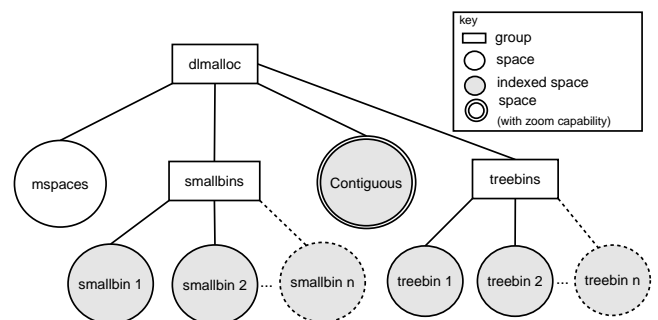 key
group
space
indexed space
space
(with zoom capability)
dlmalloc
mspaces
smallbins
Contiguous
treebins
smallbin 1
smallbin 2
...
smallbin n
treebin 1
treebin 2
...
treebin n